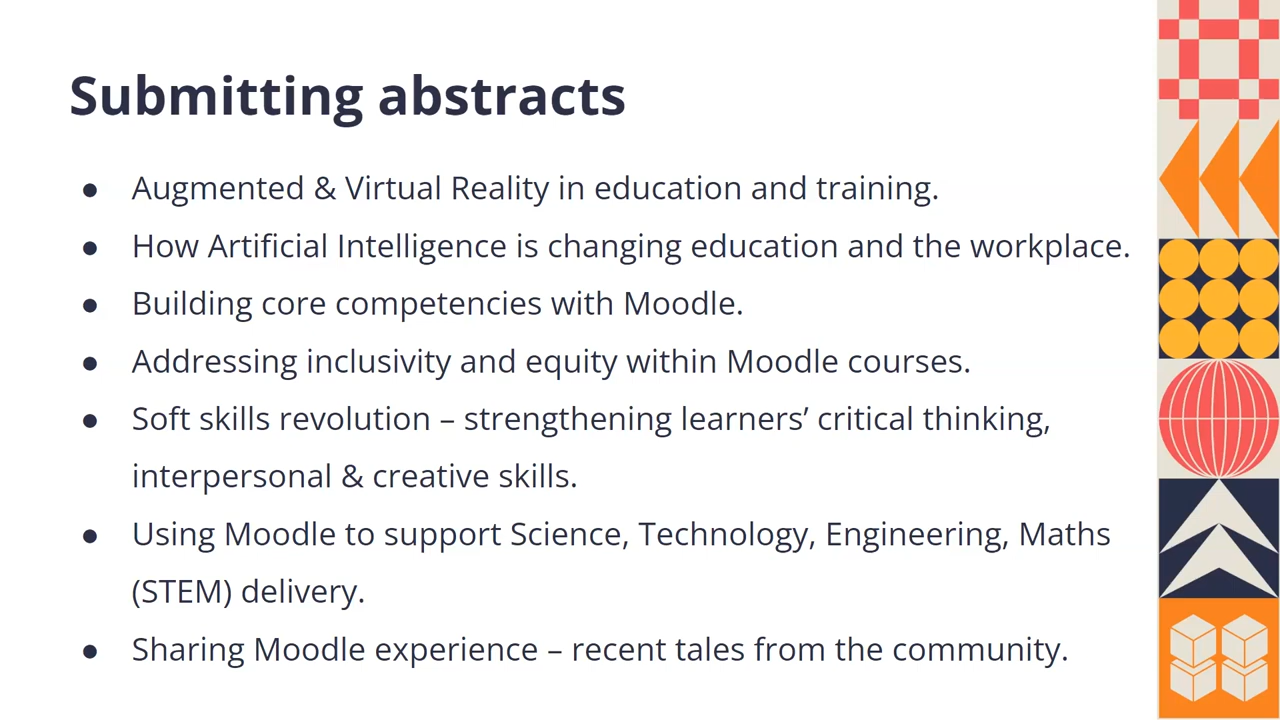 Submitting abstracts
● Augmented & Virtual Reality in education and training.
● How Artificial Intelligence is changing education and the workplace.
● Building core competencies with Moodle.
● Addressing inclusivity and equity within Moodle courses.
● Soft skills revolution – strengthening learners’ critical thinking,
interpersonal & creative skills.
● Using Moodle to support Science, Technology, Engineering, Maths
(STEM) delivery.
● Sharing Moodle experience – recent tales from the community.